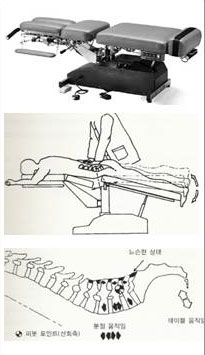 느슨한 상태
테이블 움직임
분절 움직임
피봇 포인트(선회축)